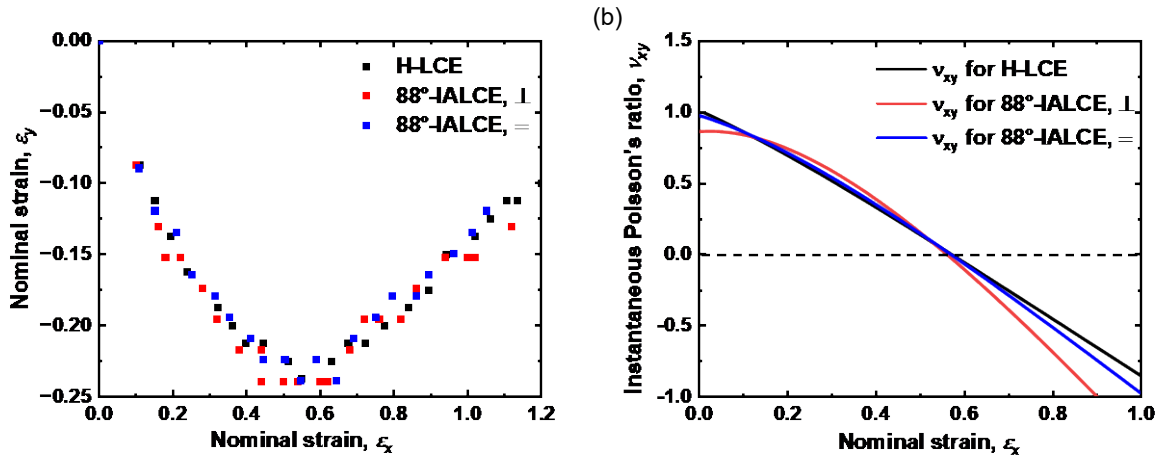 (b)
0.00
−0.05
−0.10
−0.15
−0.20
−0.25
Nominal strain, εy
H-LCE
88°-IALCE, ⊥
88°-IALCE, =
0.0 0.2 0.4 0.6 0.8 1.0 1.2
Nominal strain, εx
1.5
1.0
0.5
0.0
-0.5
-1.0
Instantaneous Poisson's ratio, νxy
νxy for H-LCE
νxy for 88°-IALCE, ⊥
νxy for 88°-IALCE, =
0.0 0.2 0.4 0.6 0.8 1.0
Nominal strain, εx